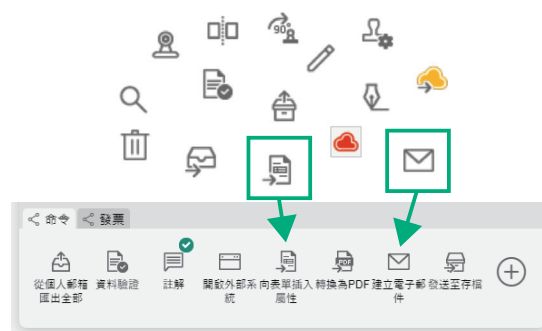 90°
命令
發票
PDF
從個人郵箱
匯出全部
資料驗證
註解
開啟外部系
統
向表單插入
屬性
轉換為PDF
建立電子郵
件
發送至存檔